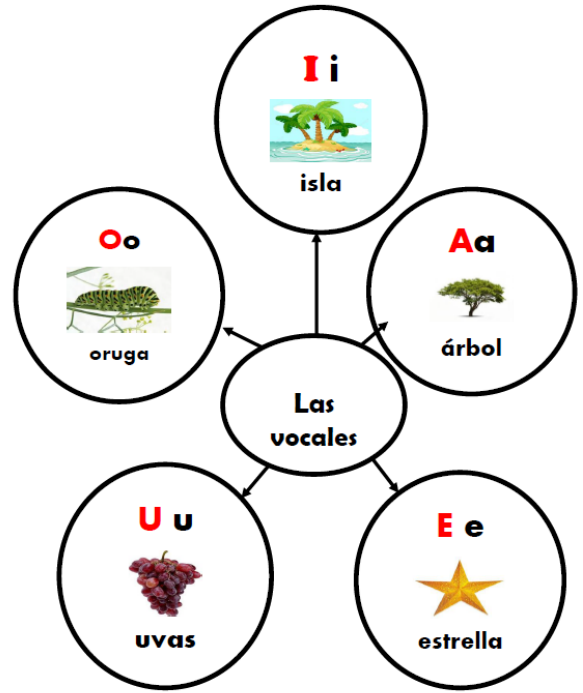 I i
isla
Oo
oruga
Aa
árbol
Las
vocales
U u
uvas
E e
estrella